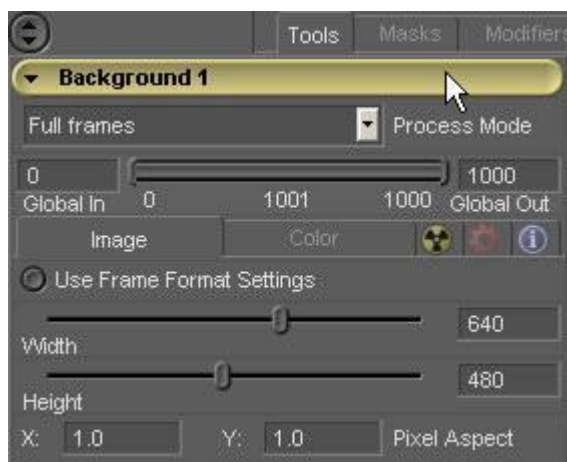 Tools Masks Modifiers
Background 1
Full frames Process Mode
0 1000
Global In 0 1001 1000 Global Out
Image Color
Use Frame Format Settings
640
Width
480
Height
X: 1.0 Y: 1.0 Pixel Aspect